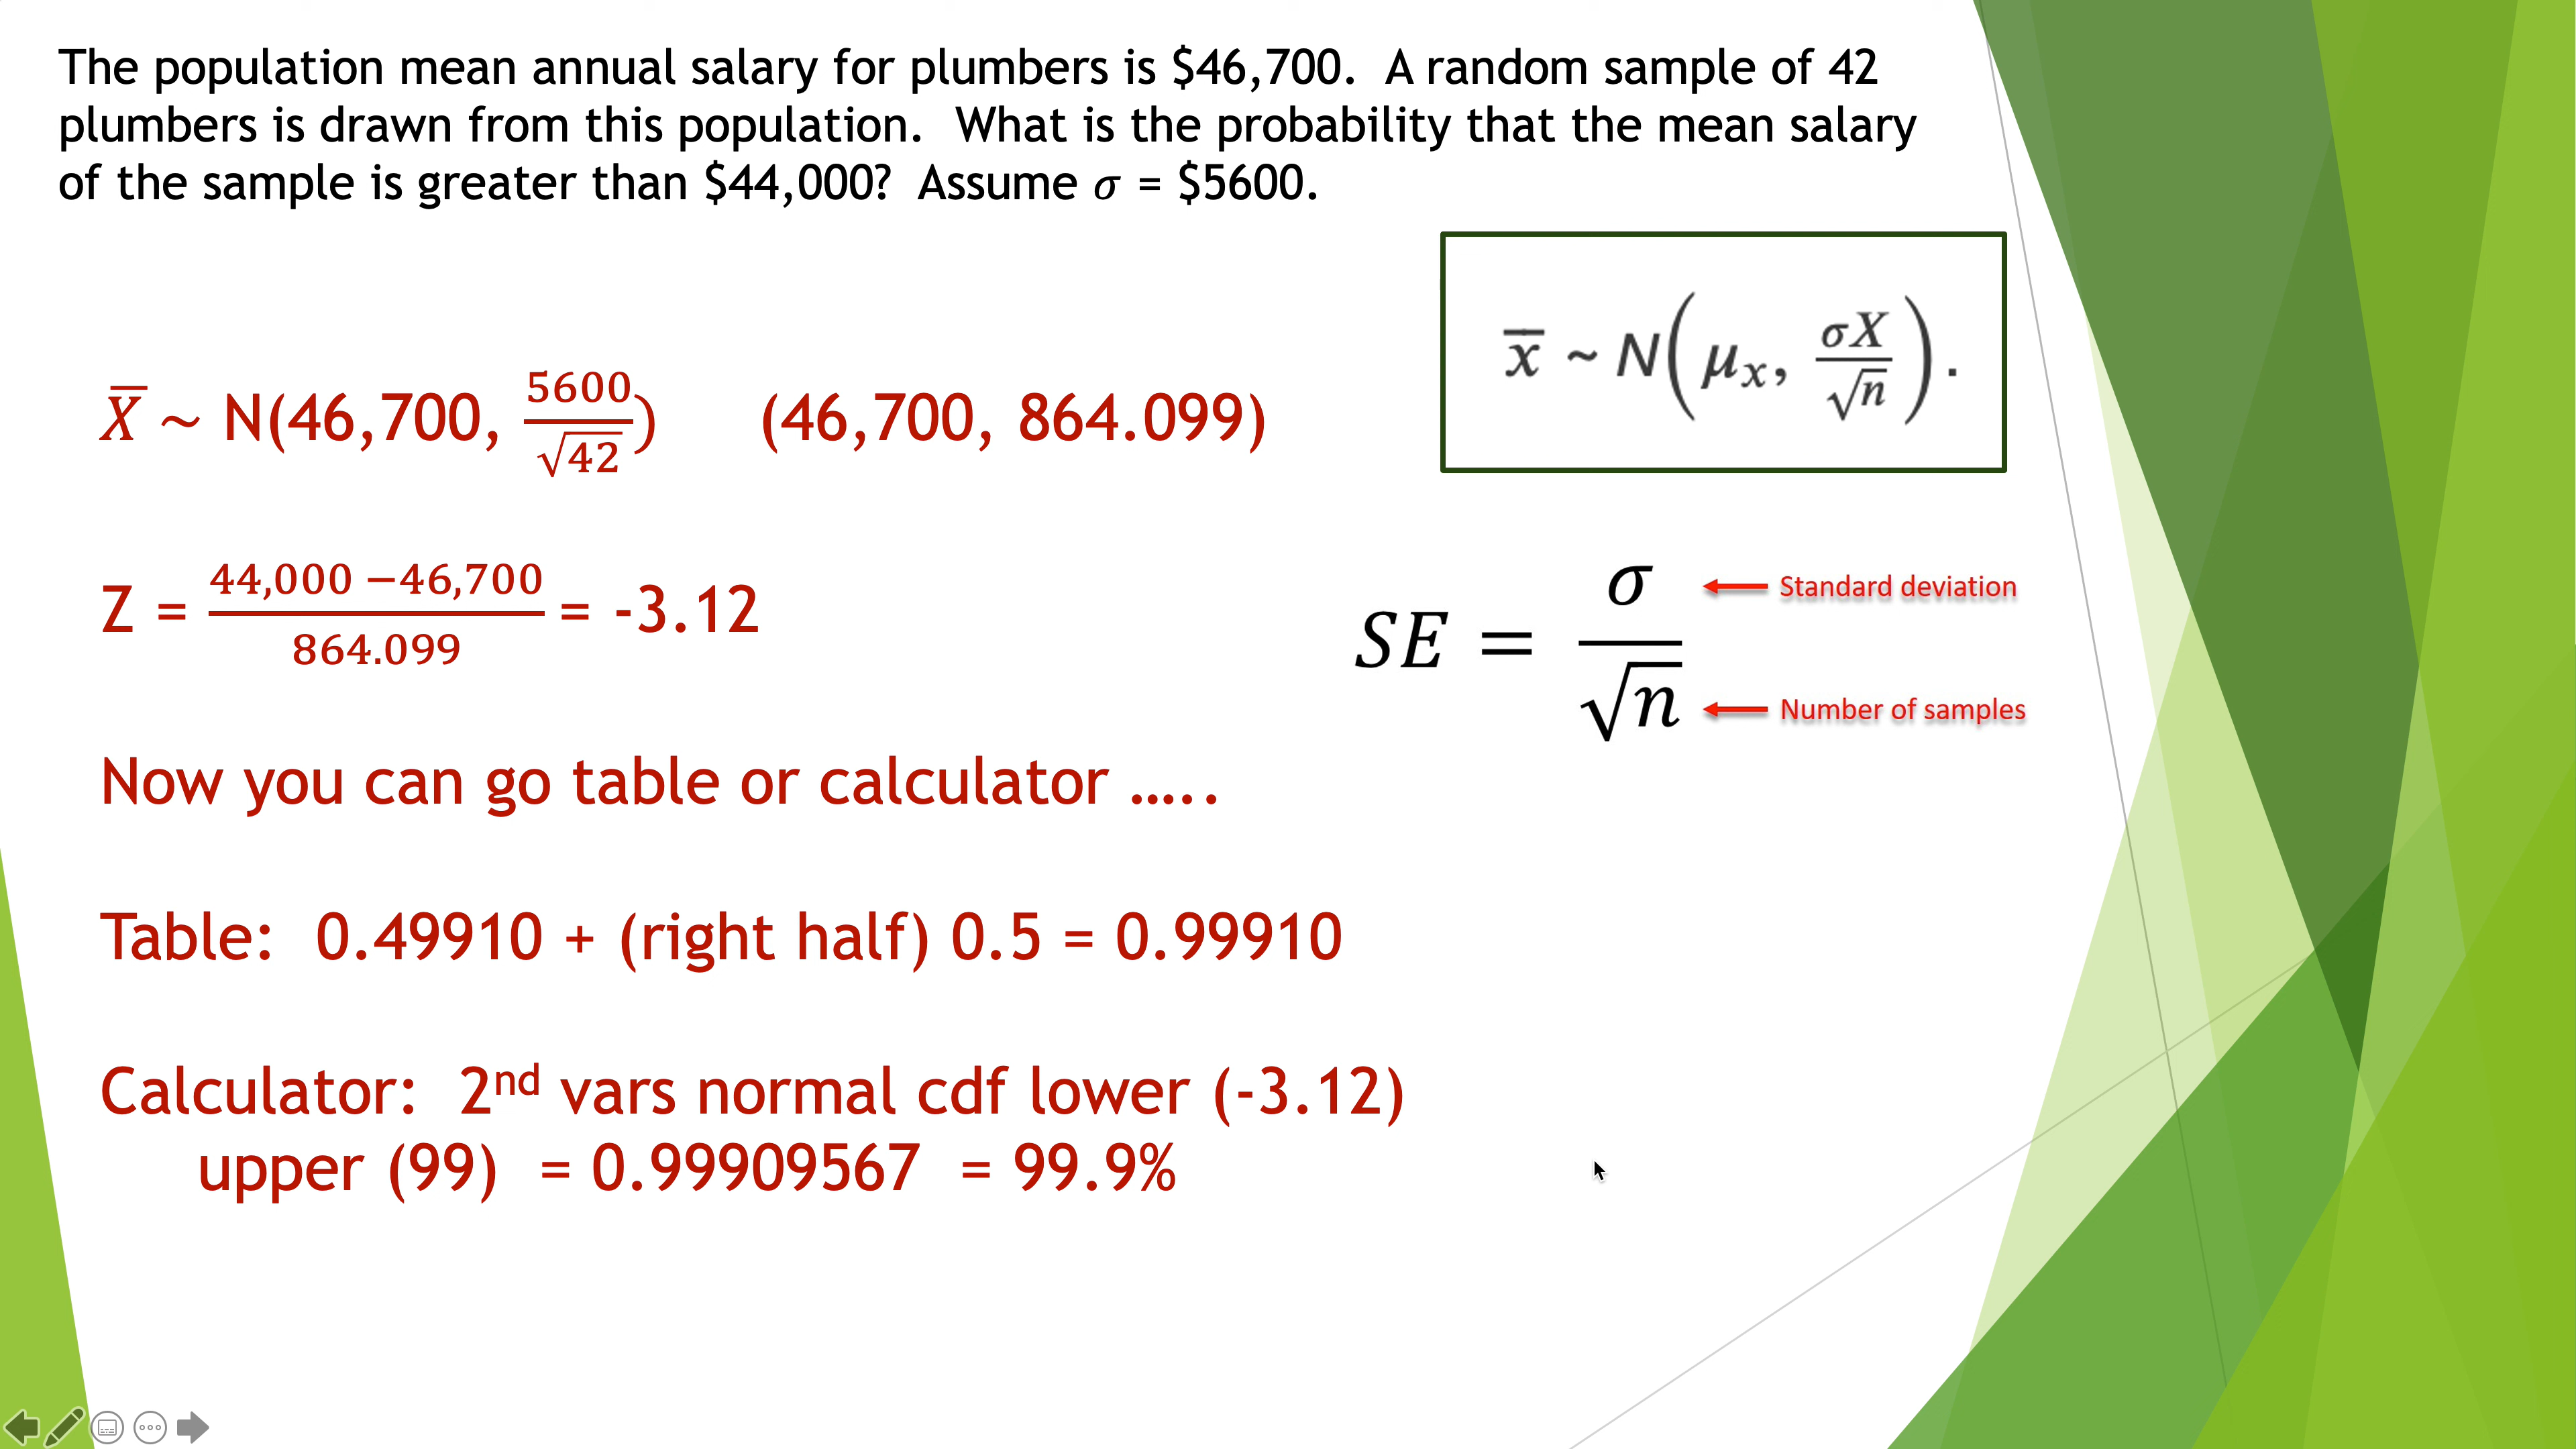 The population mean annual salary for plumbers is $46,700. A random sample of 42
plumbers is drawn from this population. What is the probability that the mean salary
of the sample is greater than $44,000? Assume σ = $5600.
x̅ ~ N(μₓ, σX/√n).
X̅ ~ N(46,700, 5600/√42) (46,700, 864.099)
Z = 44,000 −46,700/864.099 = -3.12
SE = σ/√n
Standard deviation
Number of samples
Now you can go table or calculator …..
Table: 0.49910 + (right half) 0.5 = 0.99910
Calculator: 2nd vars normal cdf lower (-3.12)
upper (99) = 0.99909567 = 99.9%